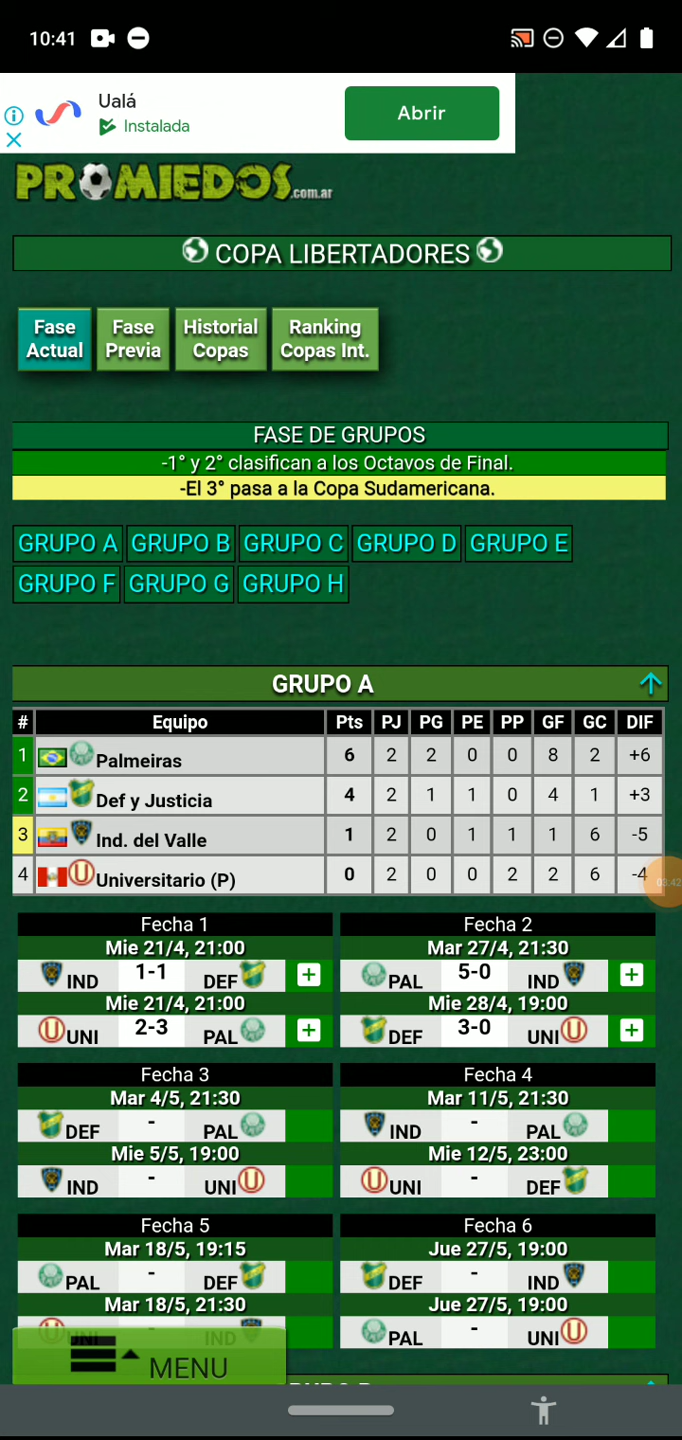 10:41
Ualá
Instalada
Abrir
PROMIEDOS.com.ar
COPA LIBERTADORES
Fase Actual
Fase Previa
Historial Copas
Ranking Copas Int.
FASE DE GRUPOS
-1° y 2° clasifican a los Octavos de Final.
-El 3° pasa a la Copa Sudamericana.
GRUPO A GRUPO B GRUPO C GRUPO D GRUPO E
GRUPO F GRUPO G GRUPO H
GRUPO A
# Equipo Pts PJ PG PE PP GF GC DIF
1 Palmeiras 6 2 2 0 0 8 2 +6
2 Def y Justicia 4 2 1 1 0 4 1 +3
3 Ind. del Valle 1 2 0 1 1 1 6 -5
4 Universitario (P) 0 2 0 0 2 2 6 -4
03:42
Fecha 1
Mie 21/4, 21:00
IND 1-1 DEF +
Mie 21/4, 21:00
UNI 2-3 PAL +
Fecha 2
Mar 27/4, 21:30
PAL 5-0 IND +
Mie 28/4, 19:00
DEF 3-0 UNI +
Fecha 3
Mar 4/5, 21:30
DEF - PAL
Mie 5/5, 19:00
IND - UNI
Fecha 4
Mar 11/5, 21:30
IND - PAL
Mie 12/5, 23:00
UNI - DEF
Fecha 5
Mar 18/5, 19:15
PAL - DEF
Mar 18/5, 21:30
UNI IND
Fecha 6
Jue 27/5, 19:00
DEF - IND
Jue 27/5, 19:00
PAL - UNI
MENU